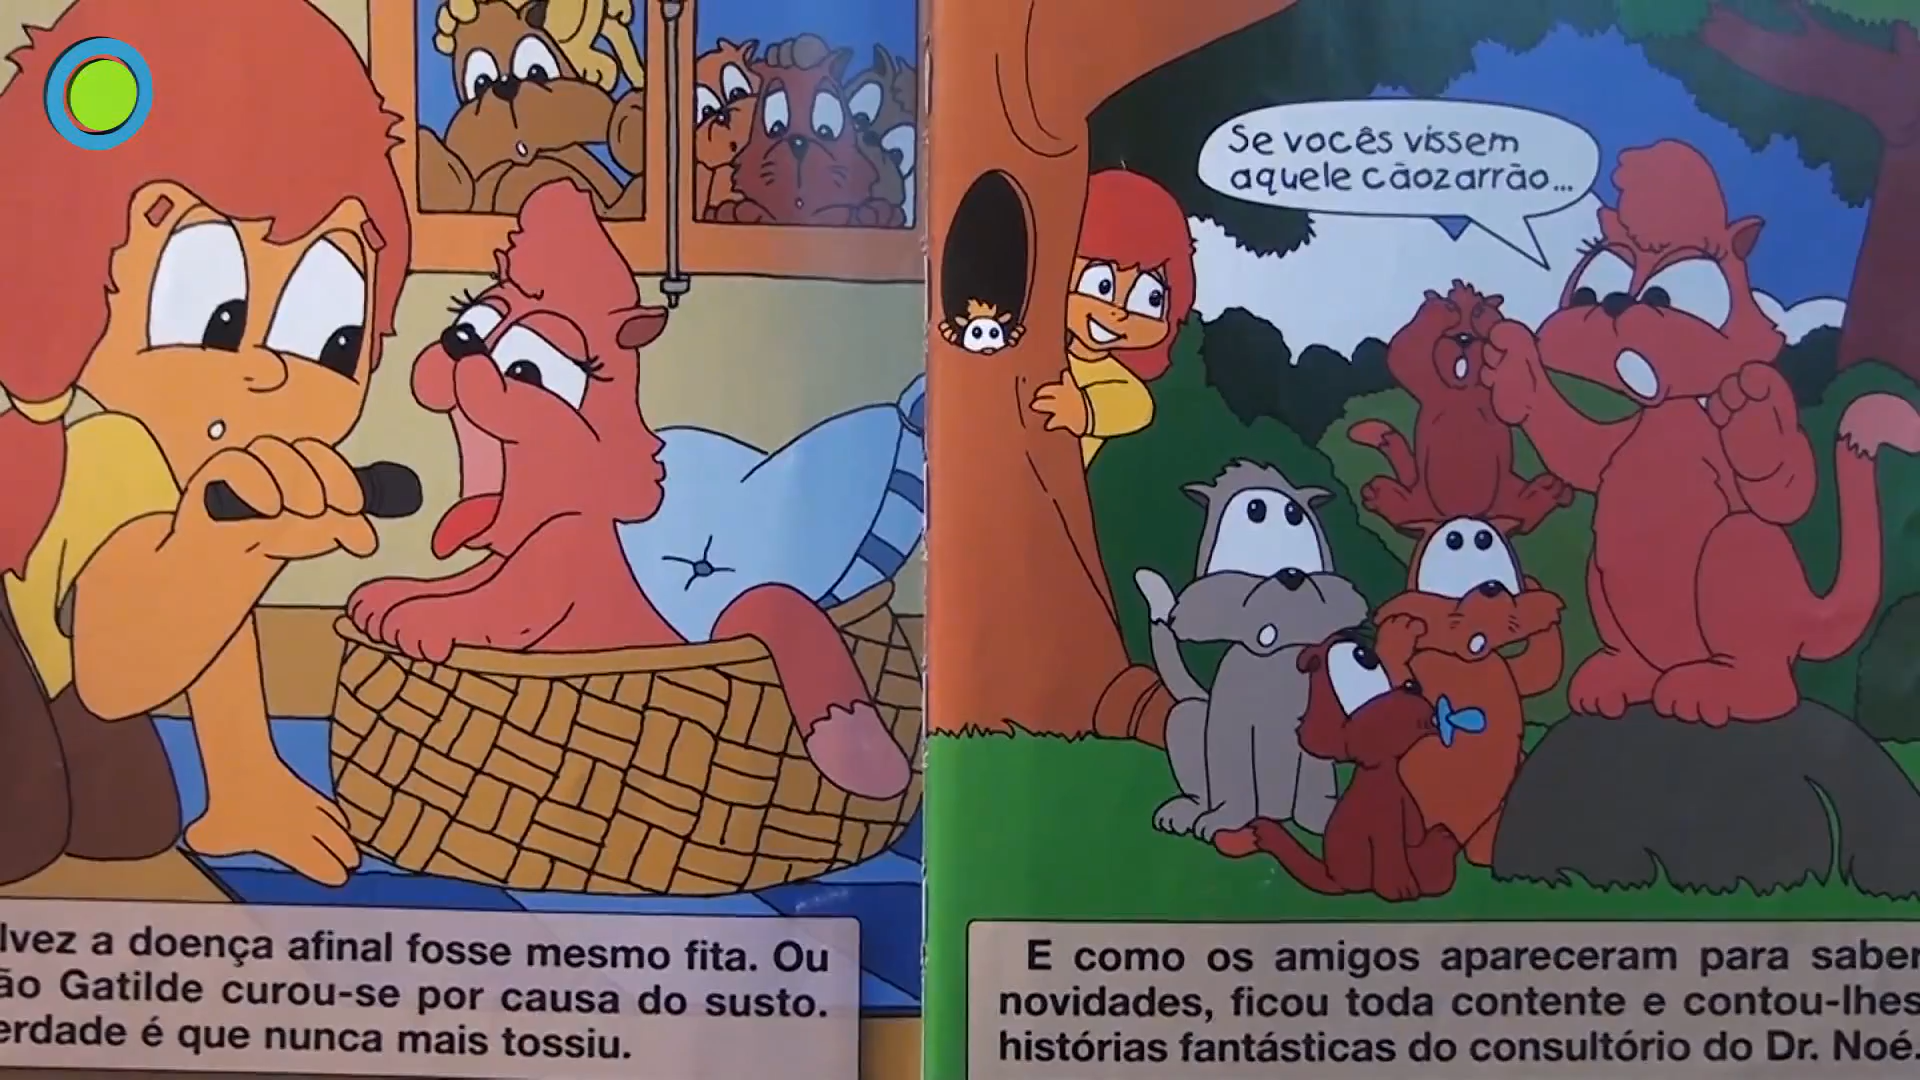 Se vocês vissem
aquele cãozarrão...
lvez a doença afinal fosse mesmo fita. Ou
ão Gatilde curou-se por causa do susto.
erdade é que nunca mais tossiu.
E como os amigos apareceram para saber
novidades, ficou toda contente e contou-lhes
histórias fantásticas do consultório do Dr. Noé.